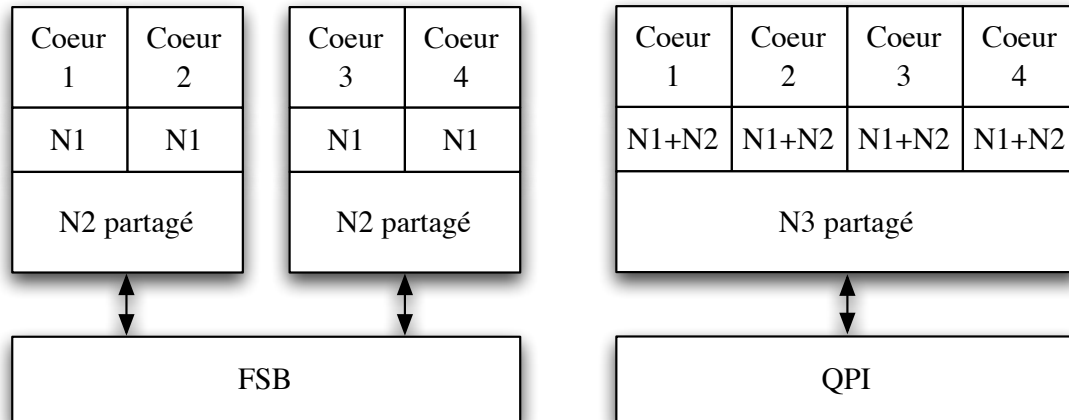 Coeur
1
Coeur
2
N1
N1
N2 partagé
Coeur
3
Coeur
4
N1
N1
N2 partagé
FSB
Coeur
1
Coeur
2
Coeur
3
Coeur
4
N1+N2
N1+N2
N1+N2
N1+N2
N3 partagé
QPI